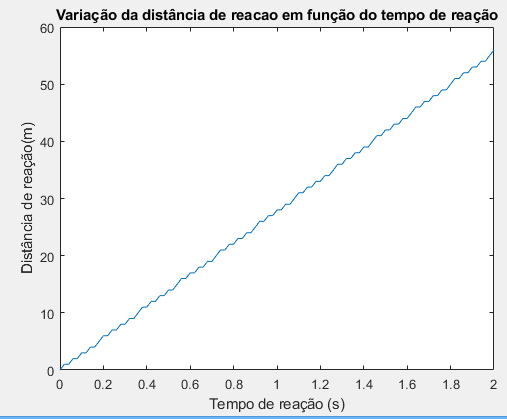 Variação da distância de reacao em função do tempo de reação
60
50
40
30
20
10
0
Distância de reação(m)
0 0.2 0.4 0.6 0.8 1 1.2 1.4 1.6 1.8 2
Tempo de reação (s)